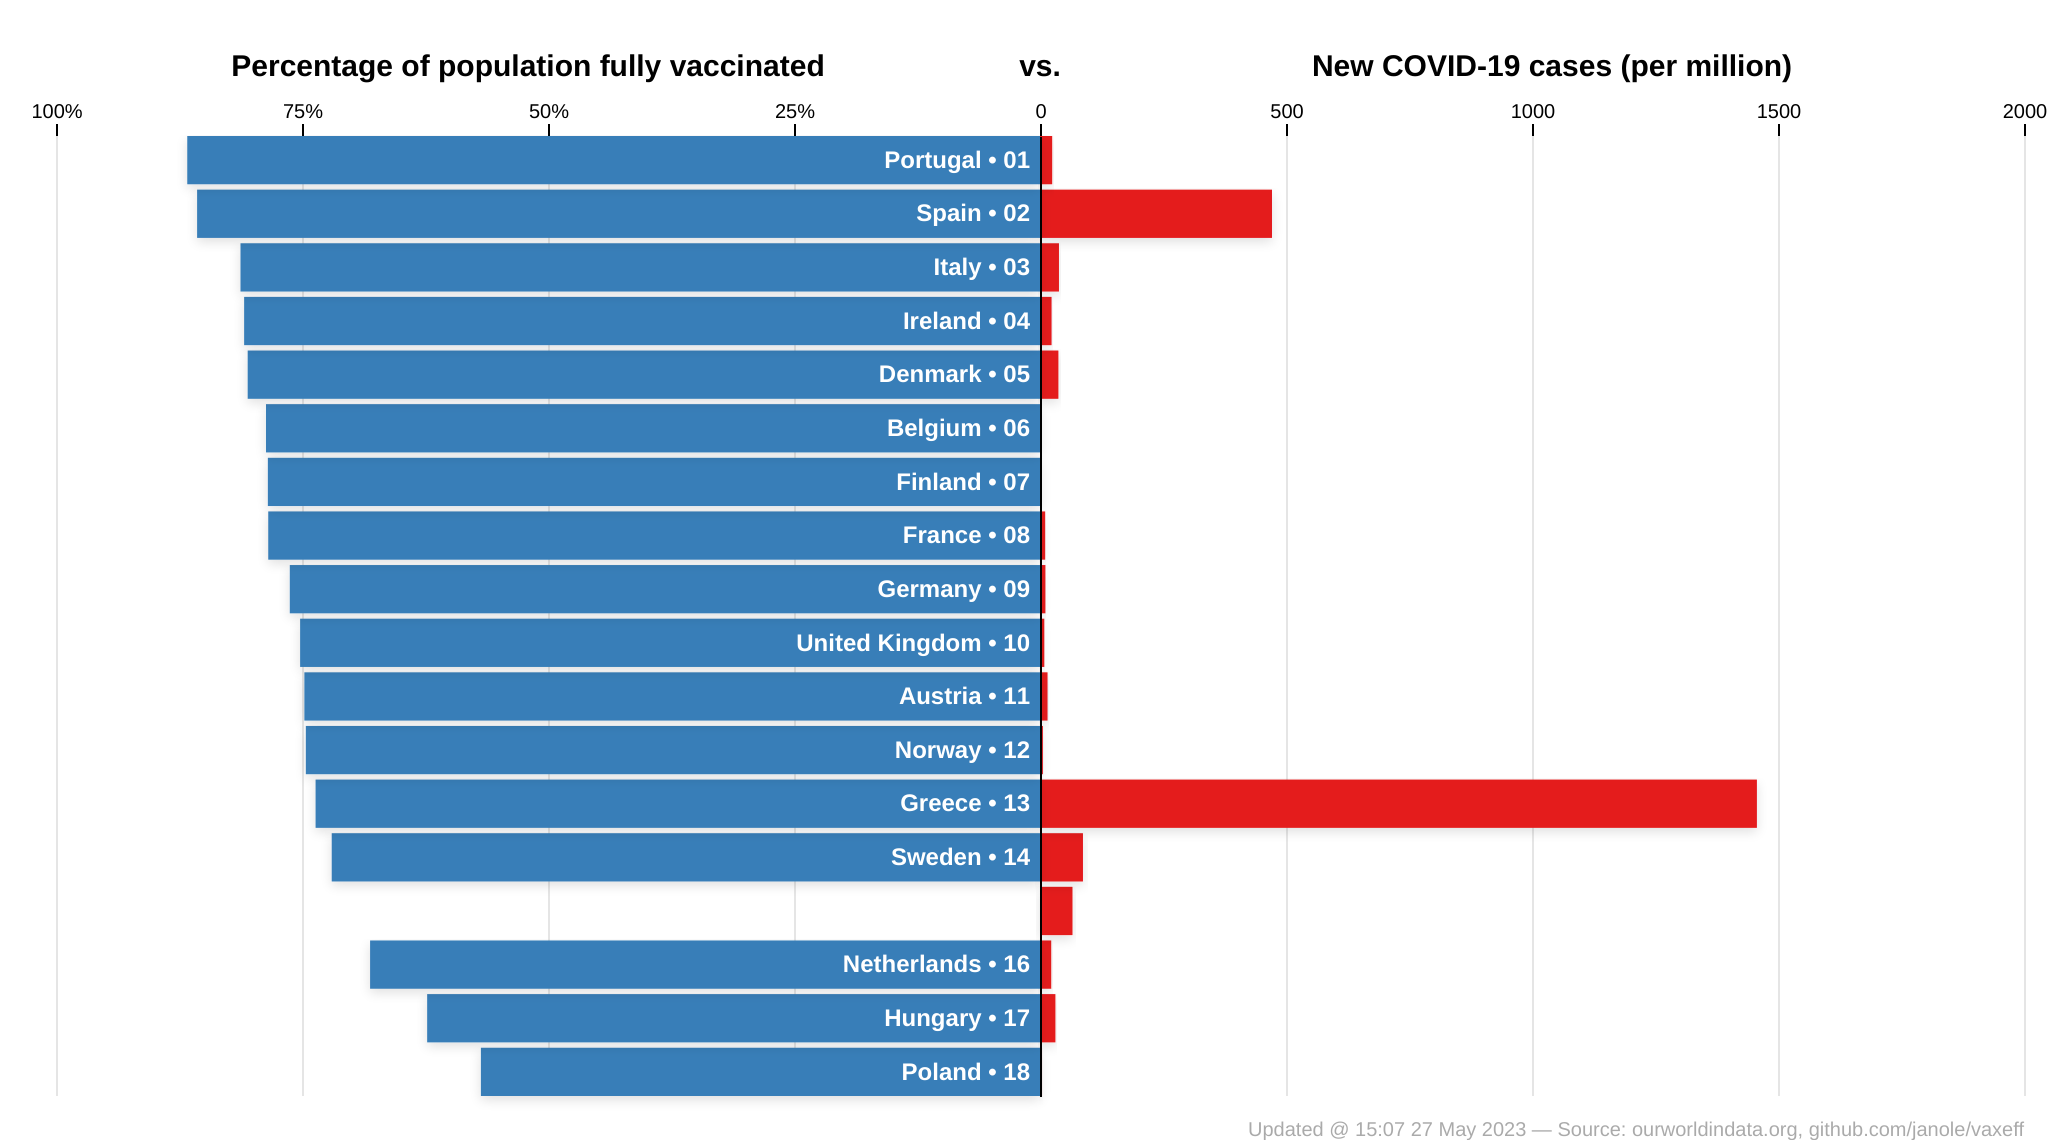 Percentage of population fully vaccinated vs. New COVID-19 cases (per million)
100% 75% 50% 25% 0 500 1000 1500 2000
Portugal • 01
Spain • 02
Italy • 03
Ireland • 04
Denmark • 05
Belgium • 06
Finland • 07
France • 08
Germany • 09
United Kingdom • 10
Austria • 11
Norway • 12
Greece • 13
Sweden • 14
Netherlands • 16
Hungary • 17
Poland • 18
Updated @ 15:07 27 May 2023 — Source: ourworldindata.org, github.com/janole/vaxeff